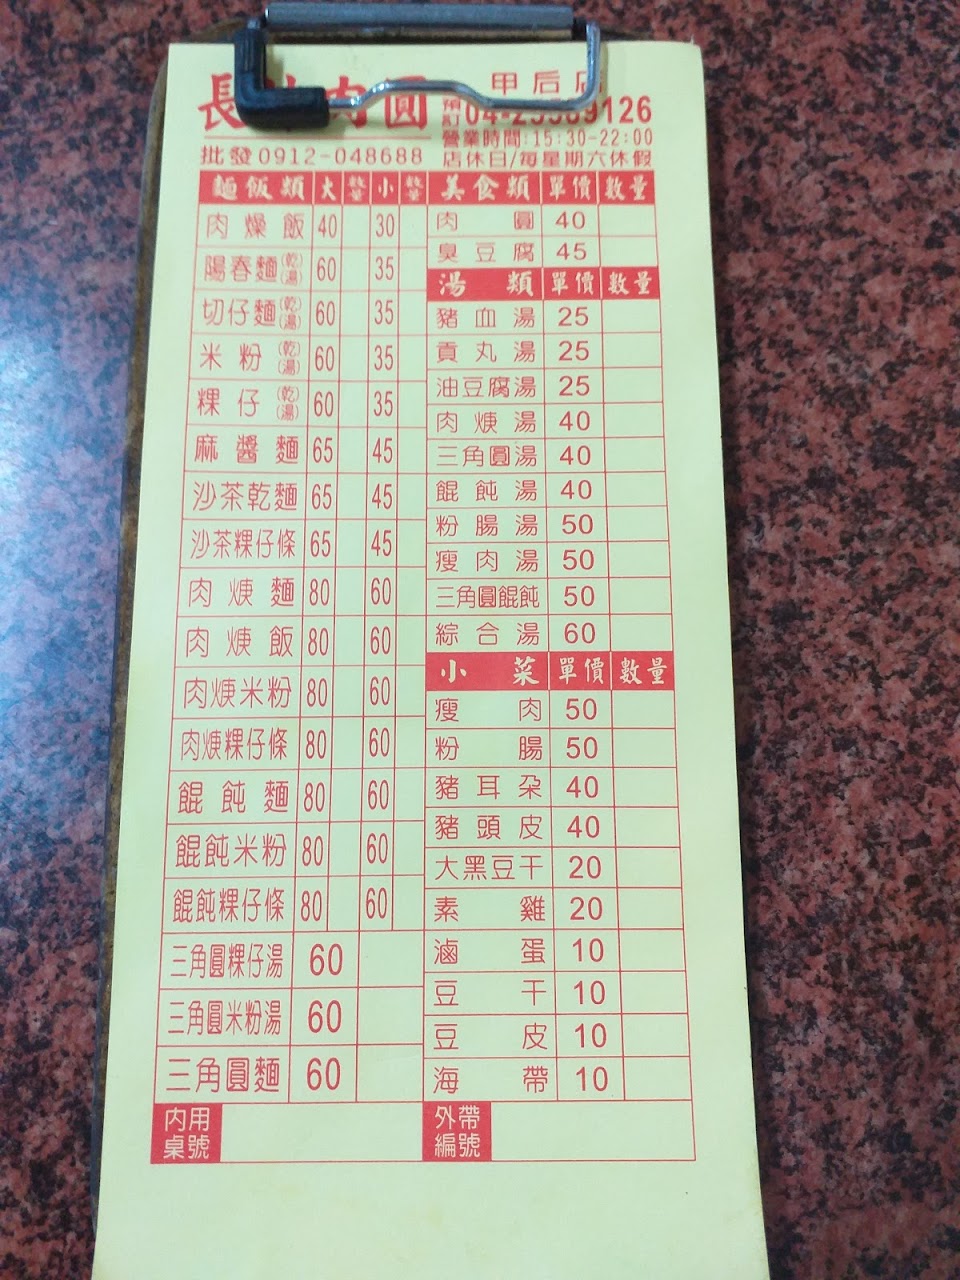 長 肉圓
甲后店
預訂 04-2 9126
營業時間:15:30-22:00
批發0912-048688
店休日/每星期六休假
麵飯類 大 數量 小 數量
肉燥飯 40 30
陽春麵(乾)(湯) 60 35
切仔麵(乾)(湯) 60 35
米粉(乾)(湯) 60 35
粿仔(乾)(湯) 60 35
麻醬麵 65 45
沙茶乾麵 65 45
沙茶粿仔條 65 45
肉焿麵 80 60
肉焿飯 80 60
肉焿米粉 80 60
肉焿粿仔條 80 60
餛飩麵 80 60
餛飩米粉 80 60
餛飩粿仔條 80 60
三角圓粿仔湯 60
三角圓米粉湯 60
三角圓麵 60
內用桌號
美食類 單價 數量
肉圓 40
臭豆腐 45
湯類 單價 數量
豬血湯 25
貢丸湯 25
油豆腐湯 25
肉焿湯 40
三角圓湯 40
餛飩湯 40
粉腸湯 50
瘦肉湯 50
三角圓餛飩 50
綜合湯 60
小菜 單價 數量
瘦肉 50
粉腸 50
豬耳朵 40
豬頭皮 40
大黑豆干 20
素雞 20
滷蛋 10
豆干 10
豆皮 10
海帶 10
外帶編號